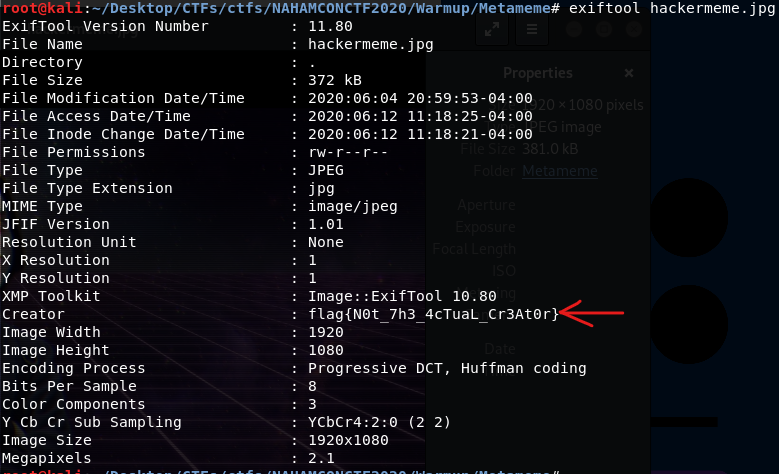 root@kali:~/Desktop/CTFs/ctfs/NAHAMCONCTF2020/Warmup/Metameme# exiftool hackermeme.jpg
ExifTool Version Number : 11.80
File Name : hackermeme.jpg
Directory : .
File Size : 372 kB
File Modification Date/Time : 2020:06:04 20:59:53-04:00
File Access Date/Time : 2020:06:12 11:18:25-04:00
File Inode Change Date/Time : 2020:06:12 11:18:21-04:00
File Permissions : rw-r--r--
File Type : JPEG
File Type Extension : jpg
MIME Type : image/jpeg
JFIF Version : 1.01
Resolution Unit : None
X Resolution : 1
Y Resolution : 1
XMP Toolkit : Image::ExifTool 10.80
Creator : flag{N0t_7h3_4cTuaL_Cr3At0r}
Image Width : 1920
Image Height : 1080
Encoding Process : Progressive DCT, Huffman coding
Bits Per Sample : 8
Color Components : 3
Y Cb Cr Sub Sampling : YCbCr4:2:0 (2 2)
Image Size : 1920x1080
Megapixels : 2.1
root@kali:~/Desktop/CTFs/ctfs/NAHAMCONCTF2020/Warmup/Metameme#
Properties
1920 × 1080 pixels
JPEG image
File Size 381.0 kB
Folder Metameme
Aperture
Exposure
Focal Length
ISO
Date